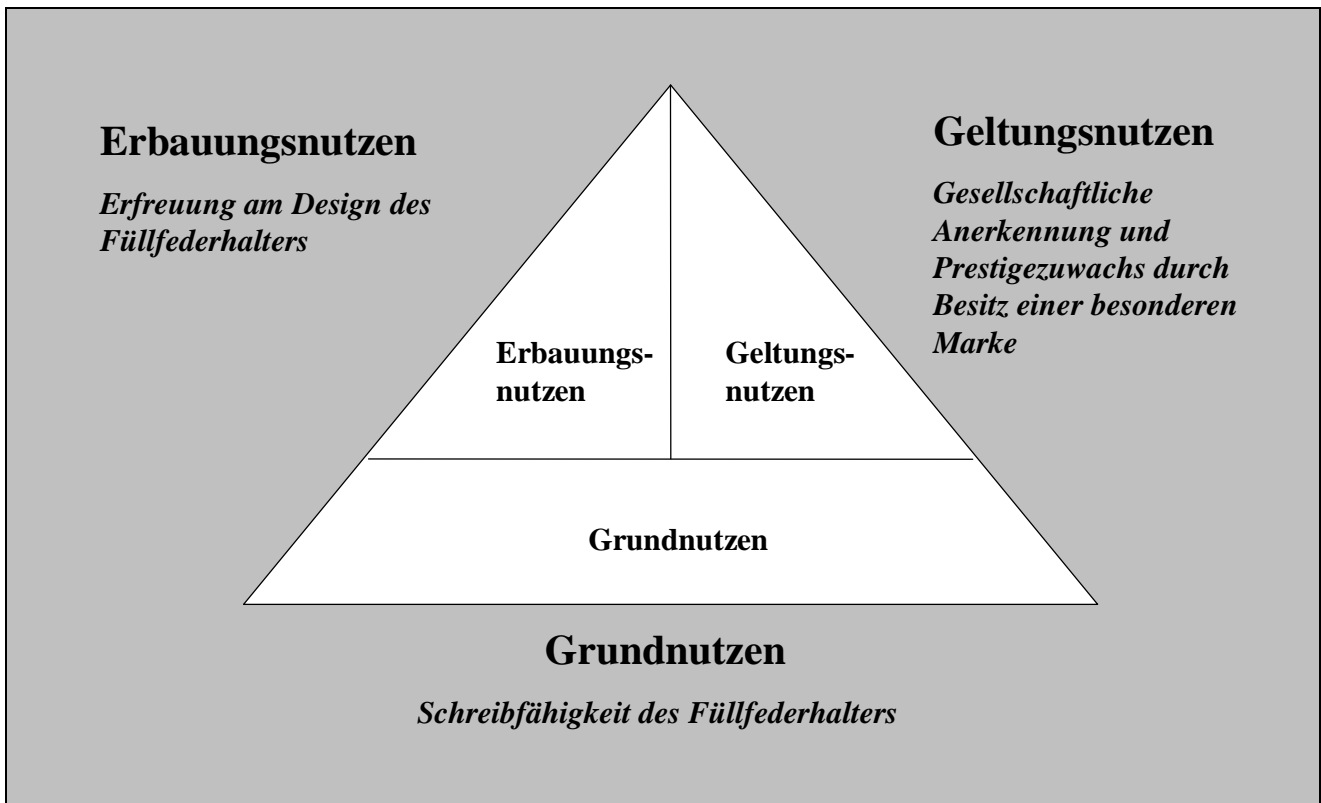 Erbauungsnutzen
Erfreuung am Design des
Füllfederhalters
Geltungsnutzen
Gesellschaftliche
Anerkennung und
Prestigezuwachs durch
Besitz einer besonderen
Marke
Erbauungs-
nutzen
Geltungs-
nutzen
Grundnutzen
Grundnutzen
Schreibfähigkeit des Füllfederhalters